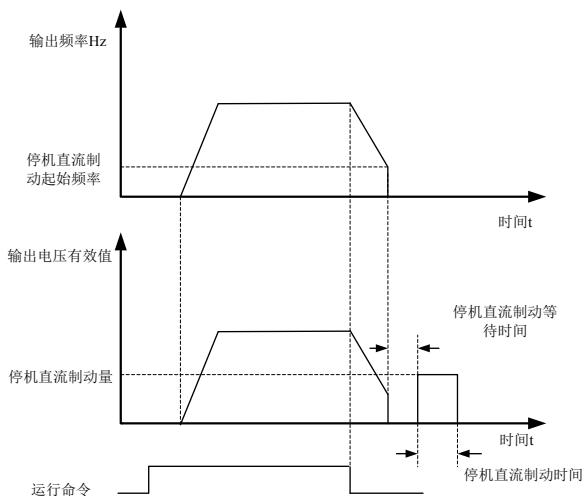 输出频率Hz
停机直流制
动起始频率
时间t
输出电压有效值
停机直流制动等
待时间
停机直流制动量
时间t
停机直流制动时间
运行命令